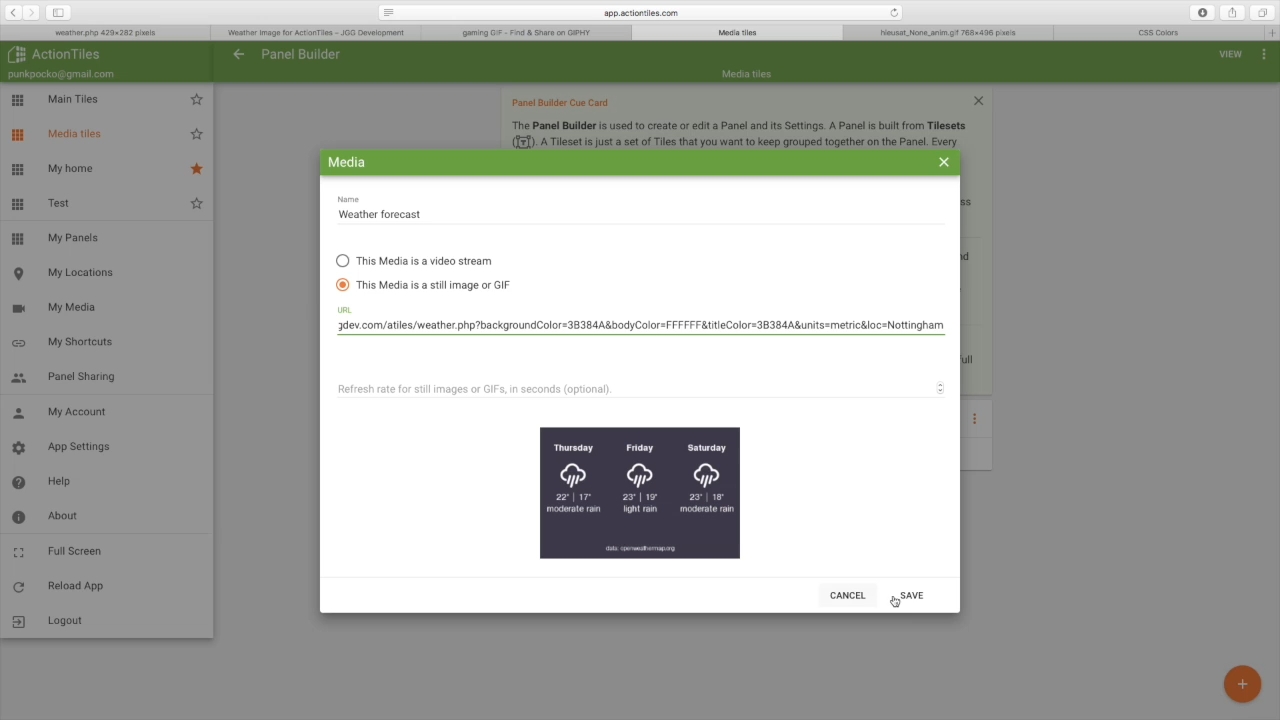 app.actiontiles.com
weather.php 429×282 pixels
Weather Image for ActionTiles – JGG Development
gaming GIF - Find & Share on GIPHY
Media tiles
hieusat_None_anim.gif 768×496 pixels
CSS Colors
ActionTiles
punkpocko@gmail.com
Panel Builder
VIEW
Media tiles
Main Tiles
Media tiles
My home
Test
My Panels
My Locations
My Media
My Shortcuts
Panel Sharing
My Account
App Settings
Help
About
Full Screen
Reload App
Logout
Panel Builder Cue Card
The Panel Builder is used to create or edit a Panel and its Settings. A Panel is built from Tilesets
(T). A Tileset is just a set of Tiles that you want to keep grouped together on the Panel. Every
ss
nd
full
Media
Name
Weather forecast
This Media is a video stream
This Media is a still image or GIF
URL
gdev.com/atiles/weather.php?backgroundColor=3B384A&bodyColor=FFFFFF&titleColor=3B384A&units=metric&loc=Nottingham
Refresh rate for still images or GIFs, in seconds (optional).
Thursday Friday Saturday
22° | 17° 23° | 19° 23° | 18°
moderate rain light rain moderate rain
data: openweathermap.org
CANCEL SAVE